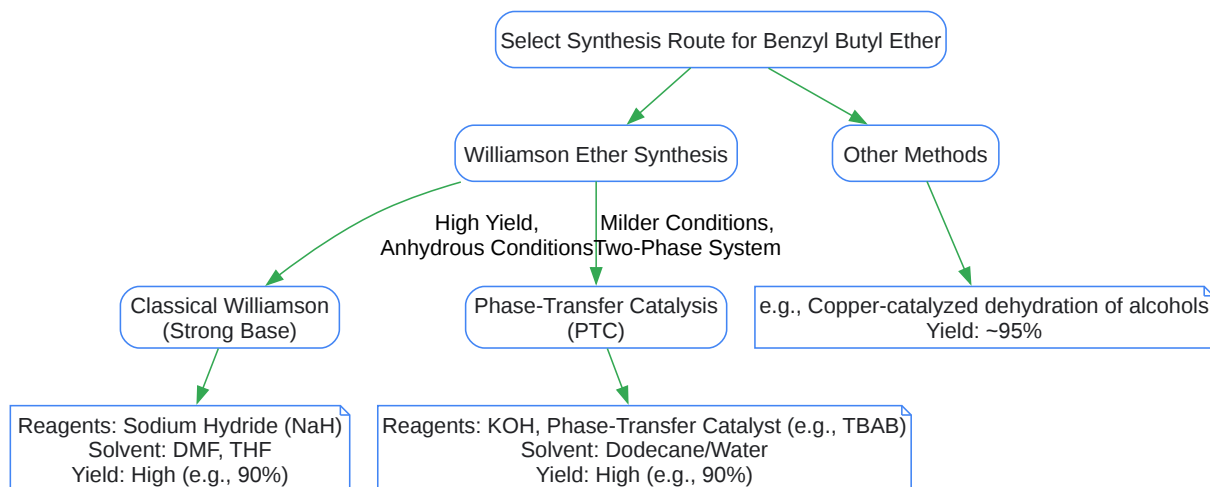 Select Synthesis Route for Benzyl Butyl Ether
Williamson Ether Synthesis
Other Methods
High Yield,
Anhydrous Conditions
Milder Conditions,
Two-Phase System
Classical Williamson
(Strong Base)
Phase-Transfer Catalysis
(PTC)
e.g., Copper-catalyzed dehydration of alcohols
Yield: ~95%
Reagents: Sodium Hydride (NaH)
Solvent: DMF, THF
Yield: High (e.g., 90%)
Reagents: KOH, Phase-Transfer Catalyst (e.g., TBAB)
Solvent: Dodecane/Water
Yield: High (e.g., 90%)